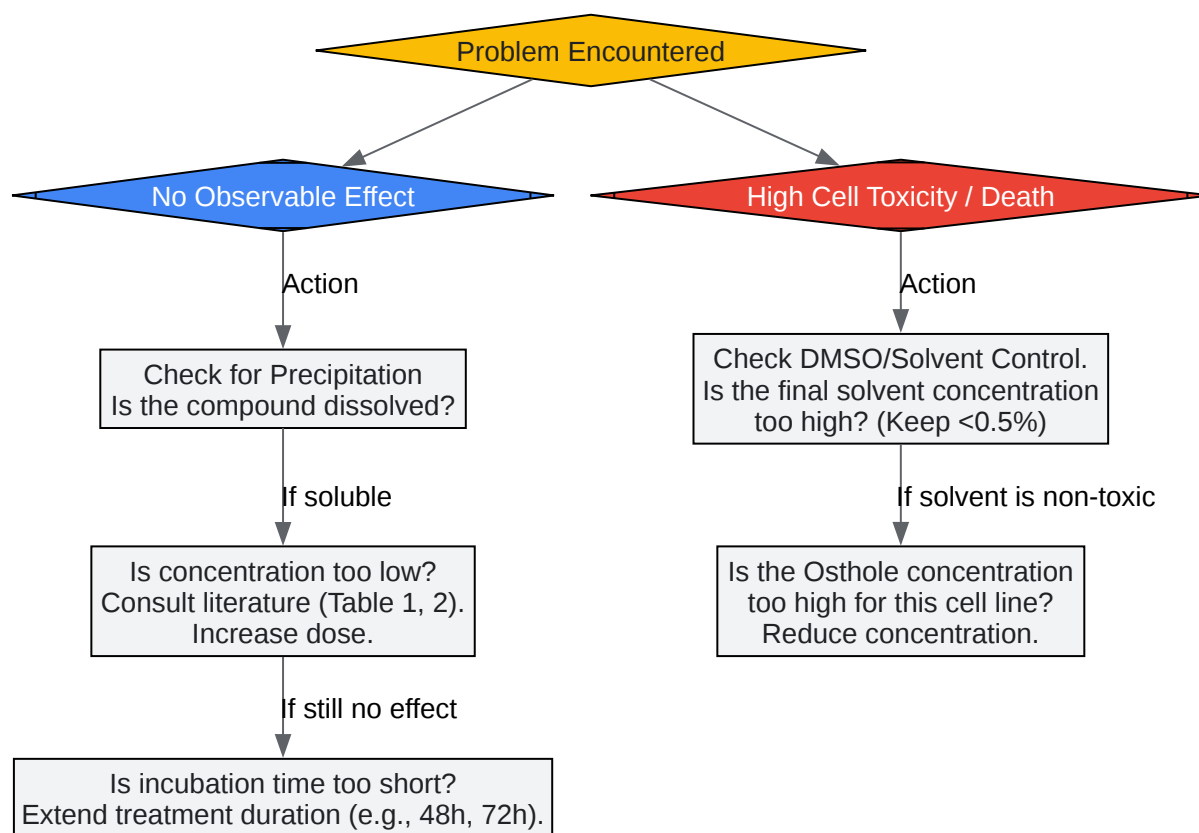 Problem Encountered
No Observable Effect
High Cell Toxicity / Death
Action
Action
Check for Precipitation
Is the compound dissolved?
Check DMSO/Solvent Control.
Is the final solvent concentration
too high? (Keep <0.5%)
If soluble
If solvent is non-toxic
Is concentration too low?
Consult literature (Table 1, 2).
Increase dose.
Is the Osthole concentration
too high for this cell line?
Reduce concentration.
If still no effect
Is incubation time too short?
Extend treatment duration (e.g., 48h, 72h).